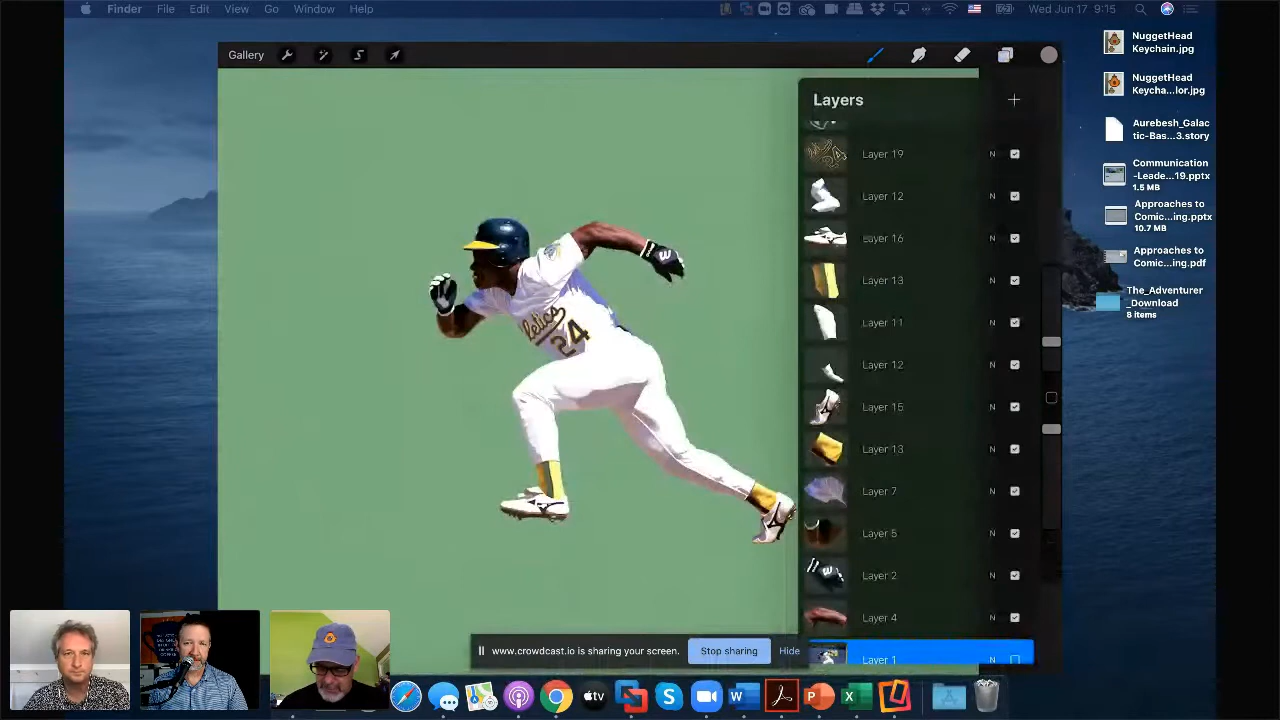 Finder File Edit View Go Window Help
Wed Jun 17 9:15
NuggetHead
Keychain.jpg
NuggetHead
Keycha...lor.jpg
Aurebesh_Galac
tic-Bas...3.story
Communication
-Leade...19.pptx
1.5 MB
Approaches to
Comic...ing.pptx
10.7 MB
Approaches to
Comic...ing.pdf
The_Adventurer
_Download
8 items
Gallery
Layers
Layer 19 N
Layer 12 N
Layer 16 N
Layer 13 N
Layer 11 N
Layer 12 N
Layer 15 N
Layer 13 N
Layer 7 N
Layer 5 N
Layer 2 N
Layer 4 N
Layer 1 N
letics
24
www.crowdcast.io is sharing your screen.
Stop sharing
Hide
tv